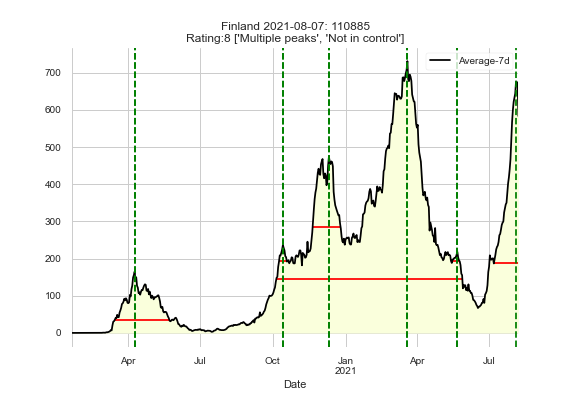 Finland 2021-08-07: 110885
Rating:8 ['Multiple peaks', 'Not in control']
Average-7d
700
600
500
400
300
200
100
0
Apr
Jul
Oct
Jan
2021
Apr
Jul
Date